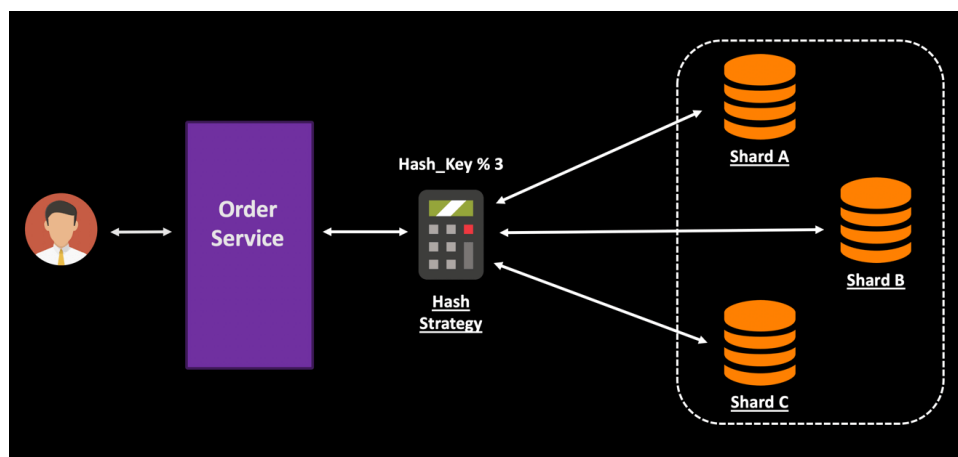 Order
Service
Hash_Key % 3
Hash
Strategy
Shard A
Shard B
Shard C